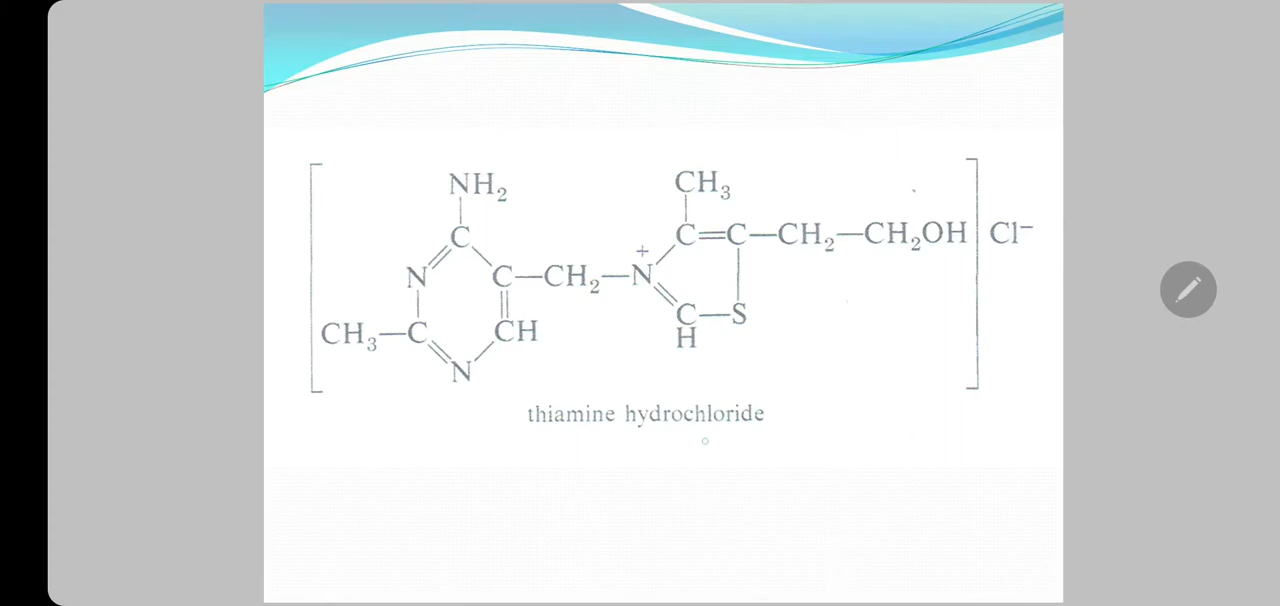 NH₂
CH₃
C
C=C—CH₂—CH₂OH
Cl⁻
+
N
C—CH₂—N
C—S
CH₃—C
CH
H
N
thiamine hydrochloride